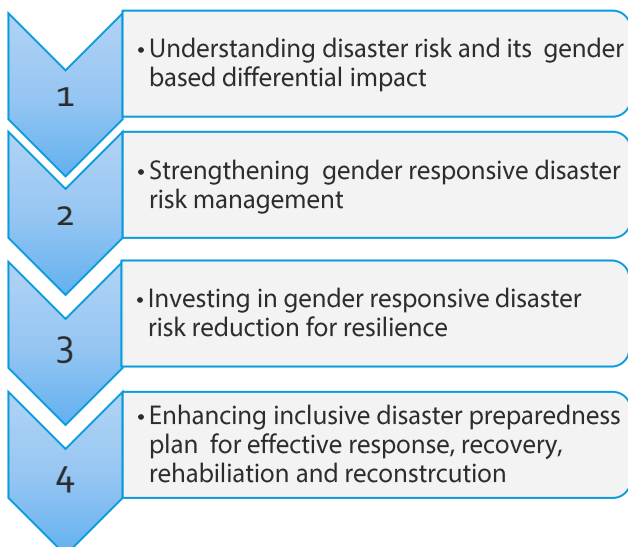 1
• Understanding disaster risk and its gender
based differential impact
2
• Strengthening gender responsive disaster
risk management
3
• Investing in gender responsive disaster
risk reduction for resilience
4
• Enhancing inclusive disaster preparedness
plan for effective response, recovery,
rehabiliation and reconstrcution